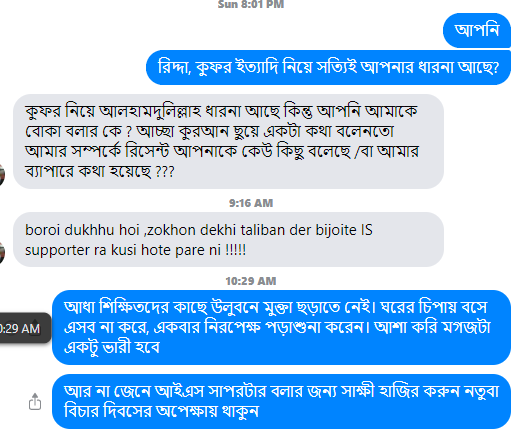 Sun 8:01 PM
আপনি
রিদ্দা, কুফর ইত্যাদি নিয়ে সত্যিই আপনার ধারনা আছে?
কুফর নিয়ে আলহামদুলিল্লাহ ধারনা আছে কিন্তু আপনি আমাকে
বোকা বলার কে ? আচ্ছা কুরআন ছুয়ে একটা কথা বলেনতো
আমার সম্পর্কে রিসেন্ট আপনাকে কেউ কিছু বলেছে /বা আমার
ব্যাপারে কথা হয়েছে ???
9:16 AM
boroi dukhhu hoi ,zokhon dekhi taliban der bijoite IS
supporter ra kusi hote pare ni !!!!!
10:29 AM
আধা শিক্ষিতদের কাছে উলুবনে মুক্তা ছড়াতে নেই। ঘরের চিপায় বসে
এসব না করে, একবার নিরপেক্ষ পড়াশুনা করেন। আশা করি মগজটা
একটু ভারী হবে
0:29 AM
আর না জেনে আইএস সাপরটার বলার জন্য সাক্ষী হাজির করুন নতুবা
বিচার দিবসের অপেক্ষায় থাকুন